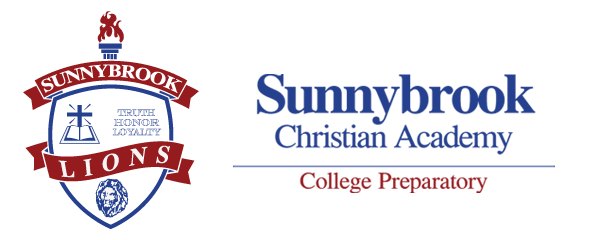 SUNNYBROOK
TRUTH
HONOR
LOYALTY
LIONS
Sunnybrook
Christian Academy
College Preparatory